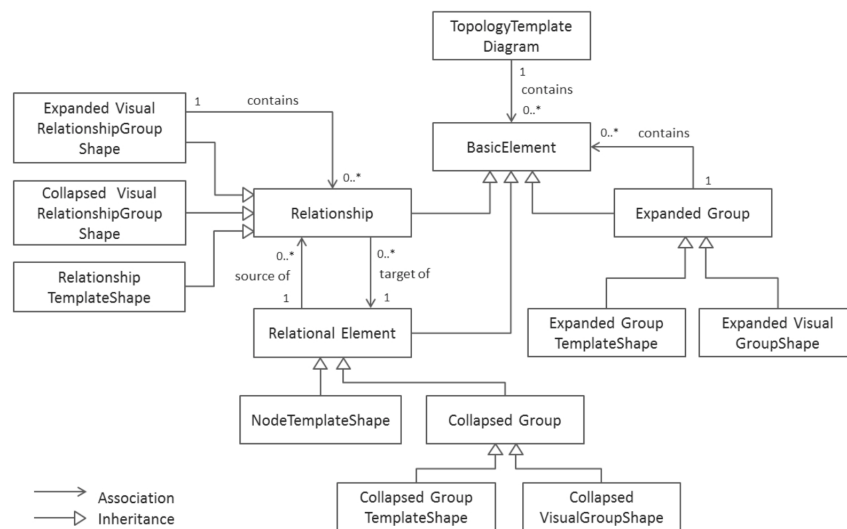 TopologyTemplate
Diagram
1
contains
0..*
Expanded Visual
RelationshipGroup
Shape
1
contains
0..*
BasicElement
0..*
contains
1
Collapsed Visual
RelationshipGroup
Shape
Relationship
Expanded Group
Relationship
TemplateShape
0..*
source of
1
0..*
target of
1
Relational Element
Expanded Group
TemplateShape
Expanded Visual
GroupShape
NodeTemplateShape
Collapsed Group
Collapsed Group
TemplateShape
Collapsed
VisualGroupShape
Association
Inheritance